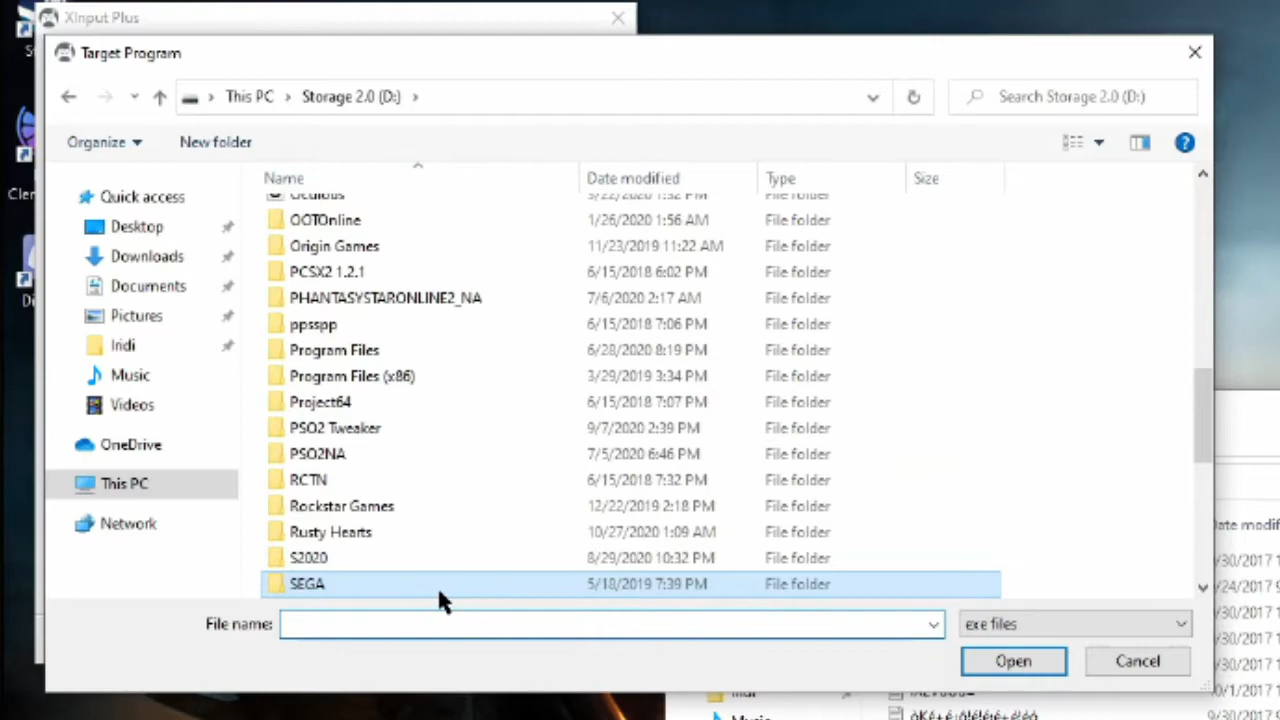 XInput Plus
Target Program
This PC
Storage 2.0 (D:)
Search Storage 2.0 (D:)
Organize
New folder
Name
Date modified
Type
Size
Quick access
Desktop
Downloads
Documents
Pictures
Iridi
Music
Videos
OneDrive
This PC
Network
OOTOnline 1/26/2020 1:56 AM File folder
Origin Games 11/23/2019 11:22 AM File folder
PCSX2 1.2.1 6/15/2018 6:02 PM File folder
PHANTASYSTARONLINE2_NA 7/6/2020 2:17 AM File folder
ppsspp 6/15/2018 7:06 PM File folder
Program Files 6/28/2020 8:19 PM File folder
Program Files (x86) 3/29/2019 3:34 PM File folder
Project64 6/15/2018 7:07 PM File folder
PSO2 Tweaker 9/7/2020 2:39 PM File folder
PSO2NA 7/5/2020 6:46 PM File folder
RCTN 6/15/2018 7:32 PM File folder
Rockstar Games 12/22/2019 2:18 PM File folder
Rusty Hearts 10/27/2020 1:09 AM File folder
S2020 8/29/2020 10:32 PM File folder
SEGA 5/18/2019 7:39 PM File folder
File name:
exe files
Open
Cancel